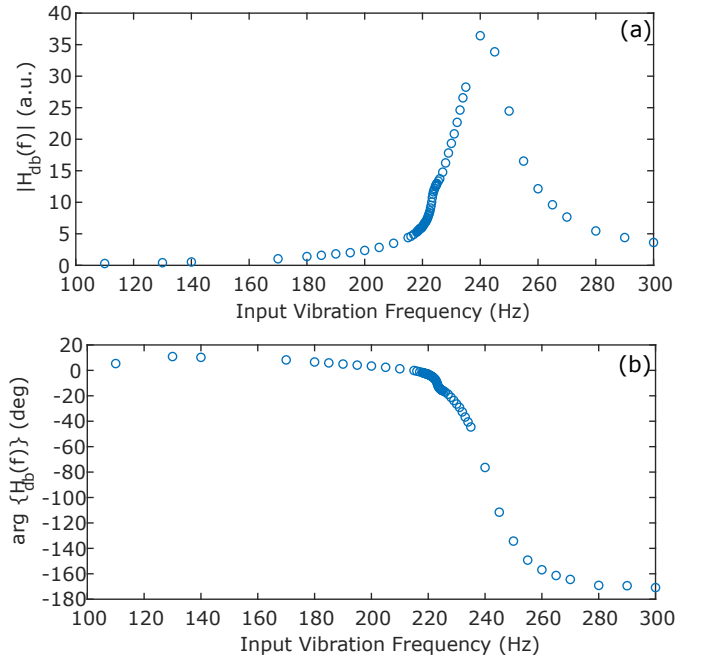 (a)
40
35
30
25
20
15
10
5
0
|H_db(f)| (a.u.)
100 120 140 160 180 200 220 240 260 280 300
Input Vibration Frequency (Hz)
(b)
20
0
-20
-40
-60
-80
-100
-120
-140
-160
-180
arg {H_db(f)} (deg)
100 120 140 160 180 200 220 240 260 280 300
Input Vibration Frequency (Hz)